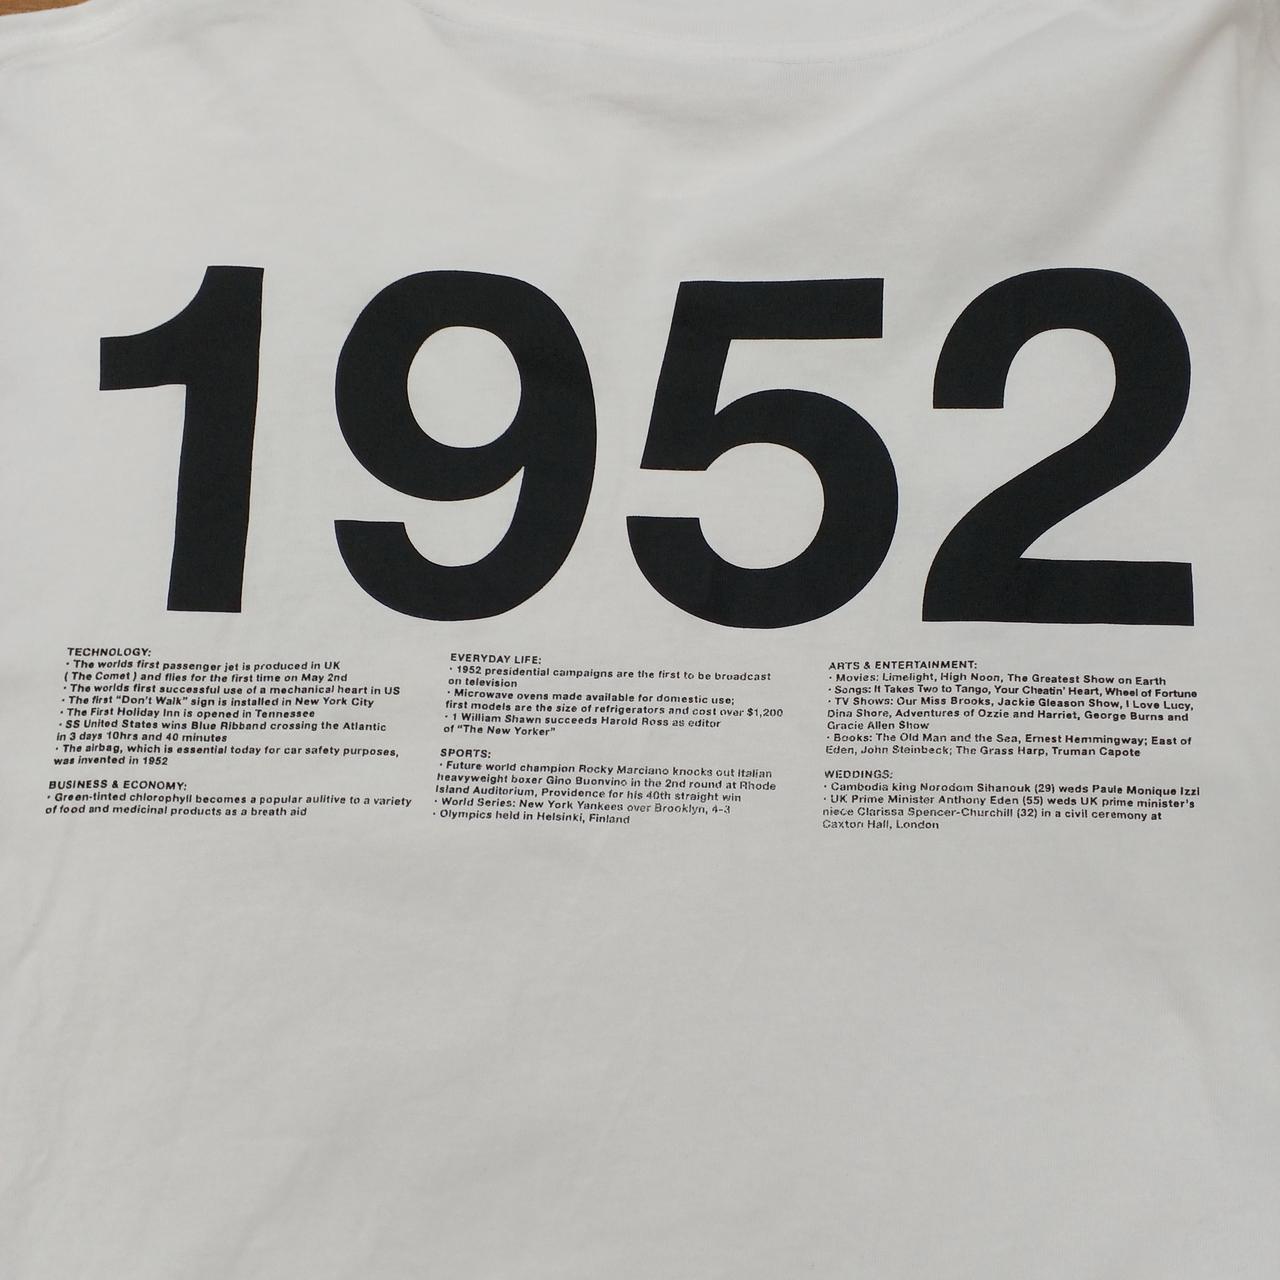 1952
TECHNOLOGY:
· The worlds first passenger jet is produced in UK
( The Comet ) and flies for the first time on May 2nd
· The worlds first successful use of a mechanical heart in US
· The first "Don't Walk" sign is installed in New York City
· The First Holiday Inn is opened in Tennessee
· SS United States wins Blue Ribband crossing the Atlantic
in 3 days 10hrs and 40 minutes
· The airbag, which is essential today for car safety purposes,
was invented in 1952
BUSINESS & ECONOMY:
· Green-tinted chlorophyll becomes a popular aulitive to a variety
of food and medicinal products as a breath aid
EVERYDAY LIFE:
· 1952 presidential campaigns are the first to be broadcast
on television
· Microwave ovens made available for domestic use;
first models are the size of refrigerators and cost over $1,200
· 1 William Shawn succeeds Harold Ross as editor
of "The New Yorker"
SPORTS:
· Future world champion Rocky Marciano knocks out Italian
heavyweight boxer Gino Buonvino in the 2nd round at Rhode
Island Auditorium, Providence for his 40th straight win
· World Series: New York Yankees over Brooklyn, 4-3
· Olympics held in Helsinki, Finland
ARTS & ENTERTAINMENT:
· Movies: Limelight, High Noon, The Greatest Show on Earth
· Songs: It Takes Two to Tango, Your Cheatin' Heart, Wheel of Fortune
· TV Shows: Our Miss Brooks, Jackie Gleason Show, I Love Lucy,
Dina Shore, Adventures of Ozzie and Harriet, George Burns and
Gracie Allen Show
· Books: The Old Man and the Sea, Ernest Hemmingway; East of
Eden, John Steinbeck; The Grass Harp, Truman Capote
WEDDINGS:
· Cambodia king Norodom Sihanouk (29) weds Paule Monique Izzi
· UK Prime Minister Anthony Eden (55) weds UK prime minister's
niece Clarissa Spencer-Churchill (32) in a civil ceremony at
Caxton Hall, London